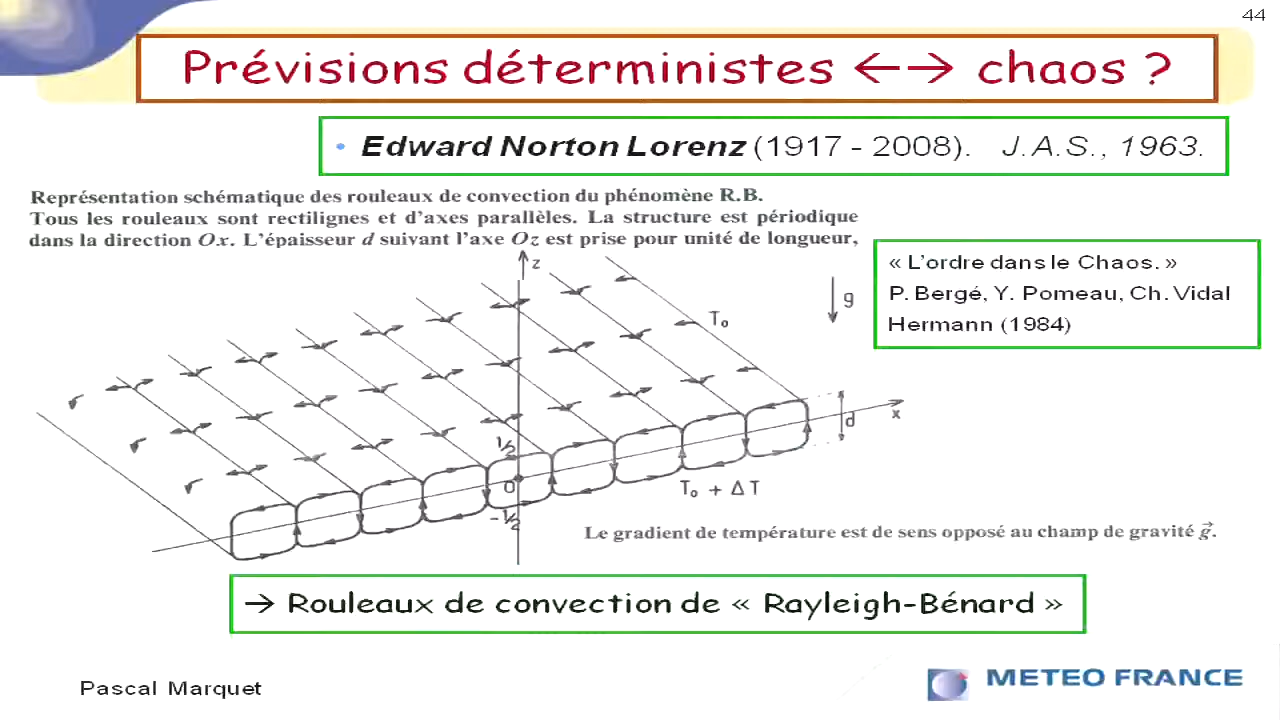 44
Prévisions déterministes ←→ chaos ?
• Edward Norton Lorenz (1917 - 2008). J.A.S., 1963.
Représentation schématique des rouleaux de convection du phénomène R.B.
Tous les rouleaux sont rectilignes et d'axes parallèles. La structure est périodique
dans la direction Ox. L'épaisseur d suivant l'axe Oz est prise pour unité de longueur,
« L'ordre dans le Chaos. »
P. Bergé, Y. Pomeau, Ch. Vidal
Hermann (1984)
z
g
T₀
x
d
1/2
O
T₀ + ΔT
-1/2
Le gradient de température est de sens opposé au champ de gravité g⃗.
→ Rouleaux de convection de « Rayleigh-Bénard »
Pascal Marquet
METEO FRANCE